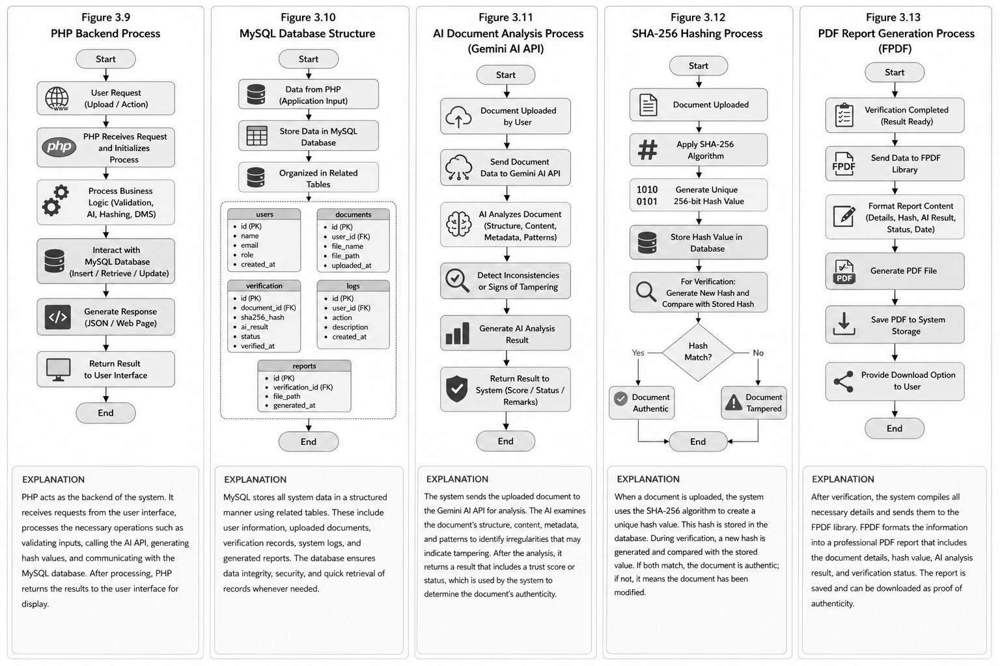 Figure 3.9
PHP Backend Process
Start
User Request
(Upload / Action)
WWW
php
PHP Receives Request
and Initializes
Process
Process Business
Logic (Validation,
AI, Hashing, DMS)
Interact with
MySQL Database
(Insert / Retrieve / Update)
</>
Generate Response
(JSON / Web Page)
Return Result
to User Interface
End
EXPLANATION
PHP acts as the backend of the system. It
receives requests from the user interface,
processes the necessary operations such as
validating inputs, calling the AI API, generating
hash values, and communicating with the
MySQL database. After processing, PHP
returns the results to the user interface for
display.
Figure 3.10
MySQL Database Structure
Start
Data from PHP
(Application Input)
Store Data in MySQL
Database
Organized in Related
Tables
users
• id (PK)
• name
• email
• role
• created_at
documents
• id (PK)
• user_id (FK)
• file_name
• file_path
• uploaded_at
verification
• id (PK)
• document_id (FK)
• sha256_hash
• ai_result
• status
• verified_at
logs
• id (PK)
• user_id (FK)
• action
• description
• created_at
reports
• id (PK)
• verification_id (FK)
• file_path
• generated_at
End
EXPLANATION
MySQL stores all system data in a structured
manner using related tables. These include
user information, uploaded documents,
verification records, system logs, and
generated reports. The database ensures
data integrity, security, and quick retrieval of
records whenever needed.
Figure 3.11
AI Document Analysis Process
(Gemini AI API)
Start
Document Uploaded
by User
Send Document
Data to Gemini AI API
AI Analyzes Document
(Structure, Content,
Metadata, Patterns)
Detect Inconsistencies
or Signs of Tampering
Generate AI Analysis
Result
Return Result to
System (Score / Status /
Remarks)
End
EXPLANATION
The system sends the uploaded document to
the Gemini AI API for analysis. The AI examines
the document's structure, content, metadata,
and patterns to identify irregularities that may
indicate tampering. After the analysis, it
returns a result that includes a trust score or
status, which is used by the system to
determine the document's authenticity.
Figure 3.12
SHA-256 Hashing Process
Start
Document Uploaded
#
Apply SHA-256
Algorithm
1010
0101
Generate Unique
256-bit Hash Value
Store Hash Value in
Database
For Verification:
Generate New Hash and
Compare with Stored Hash
Hash
Match?
Yes
No
Document
Authentic
Document
Tampered
End
EXPLANATION
When a document is uploaded, the system
uses the SHA-256 algorithm to create a
unique hash value. This hash is stored in the
database. During verification, a new hash is
generated and compared with the stored
value. If both match, the document is authentic;
if not, it means the document has been
modified.
Figure 3.13
PDF Report Generation Process
(FPDF)
Start
Verification Completed
(Result Ready)
FPDF
Send Data to FPDF
Library
Format Report Content
(Details, Hash, AI Result,
Status, Date)
PDF
Generate PDF File
Save PDF to System
Storage
Provide Download Option
to User
End
EXPLANATION
After verification, the system compiles all
necessary details and sends them to the
FPDF library. FPDF formats the information
into a professional PDF report that includes
the document details, hash value, AI analysis
result, and verification status. The report is
saved and can be downloaded as proof of
authenticity.